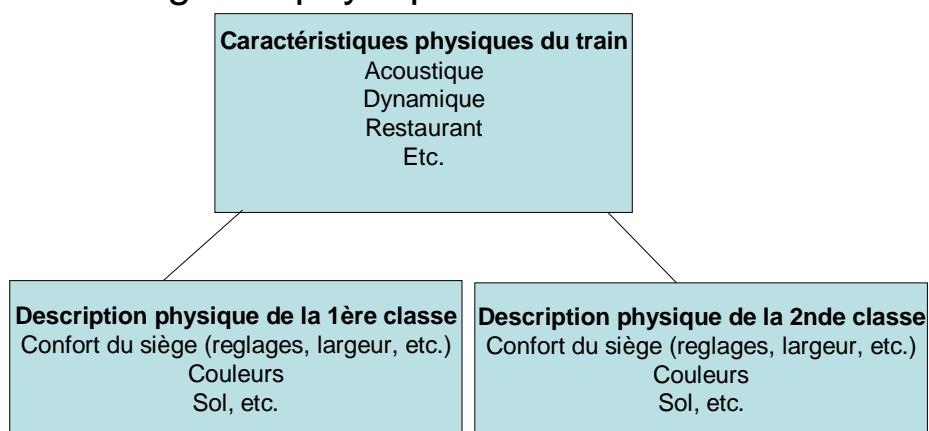 Caractéristiques physiques du train
Acoustique
Dynamique
Restaurant
Etc.
Description physique de la 1ère classe
Confort du siège (reglages, largeur, etc.)
Couleurs
Sol, etc.
Description physique de la 2nde classe
Confort du siège (reglages, largeur, etc.)
Couleurs
Sol, etc.